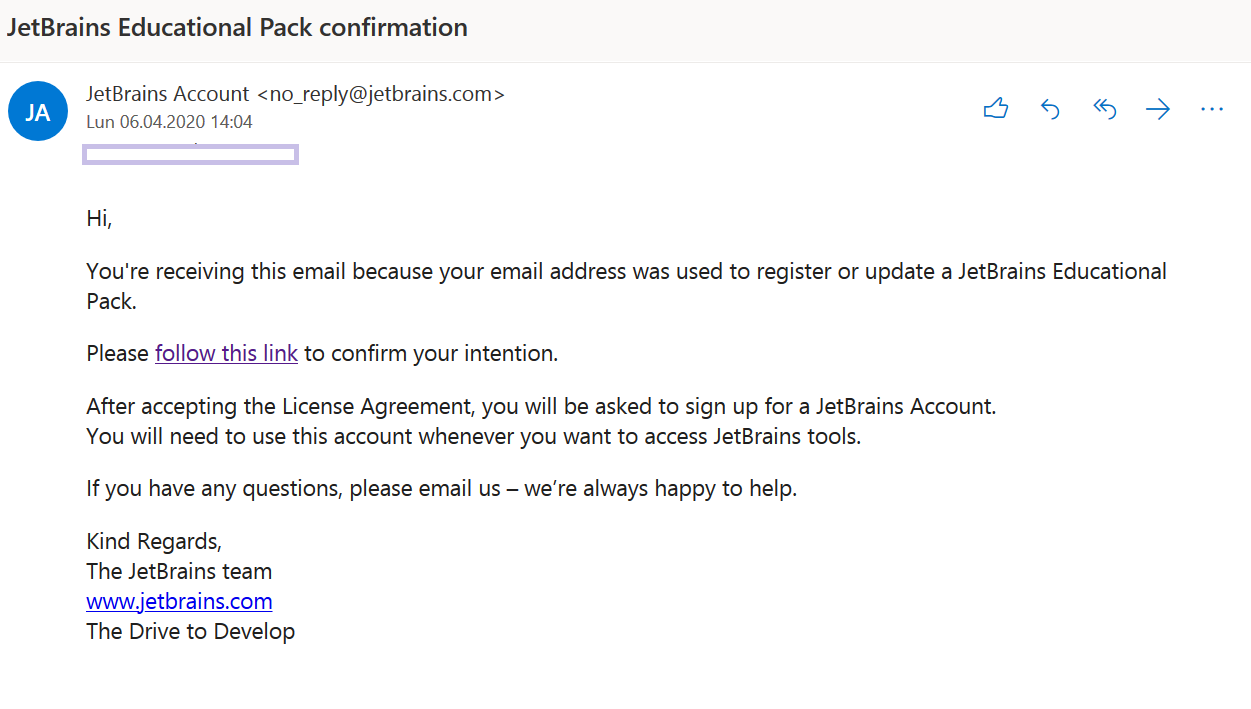 JetBrains Educational Pack confirmation
JA
JetBrains Account <no_reply@jetbrains.com>
Lun 06.04.2020 14:04
Hi,
You're receiving this email because your email address was used to register or update a JetBrains Educational
Pack.
Please follow this link to confirm your intention.
After accepting the License Agreement, you will be asked to sign up for a JetBrains Account.
You will need to use this account whenever you want to access JetBrains tools.
If you have any questions, please email us – we’re always happy to help.
Kind Regards,
The JetBrains team
www.jetbrains.com
The Drive to Develop